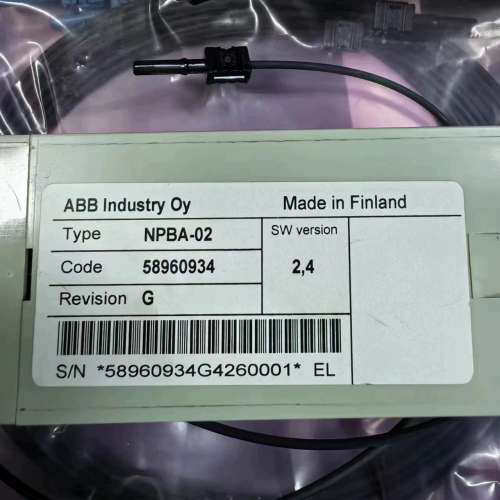 ABB Industry Oy Made in Finland
Type NPBA-02 SW version
Code 58960934 2,4
Revision G
S/N *58960934G4260001* EL